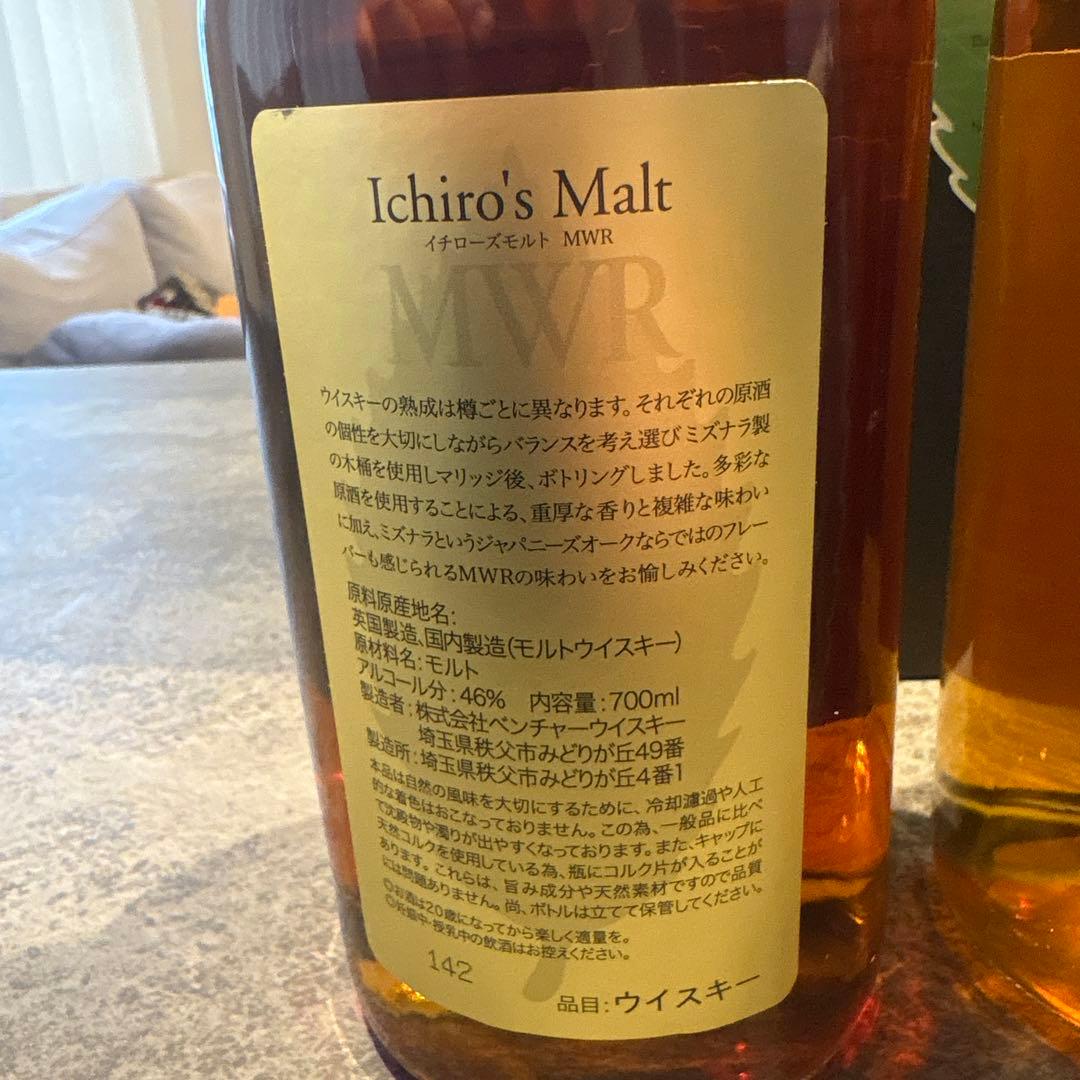 Ichiro's Malt
イチローズモルト MWR
MWR
ウイスキーの熟成は樽ごとに異なります。それぞれの原酒
の個性を大切にしながらバランスを考え選びミズナラ製
の木桶を使用しマリッジ後、ボトリングしました。多彩な
原酒を使用することによる、重厚な香りと複雑な味わい
に加え、ミズナラというジャパニーズオークならではのフレー
バーも感じられるMWRの味わいをお愉しみください。
原料原産地名:
英国製造、国内製造(モルトウイスキー)
原材料名:モルト
アルコール分:46% 内容量:700ml
製造者:株式会社ベンチャーウイスキー
埼玉県秩父市みどりが丘49番
製造所:埼玉県秩父市みどりが丘4番1
本品は自然の風味を大切にするために、冷却濾過や人工
的な着色はおこなっておりません。この為、一般品に比べ
て沈殿物や濁りが出やすくなっております。また、キャップに
天然コルクを使用している為、瓶にコルク片が入ることが
あります。これらは、旨み成分や天然素材ですので品質
には問題ありません。尚、ボトルは立てて保管してください。
◎お酒は20歳になってから楽しく適量を。
◎妊娠中・授乳中の飲酒はお控えください。
142
品目:ウイスキー